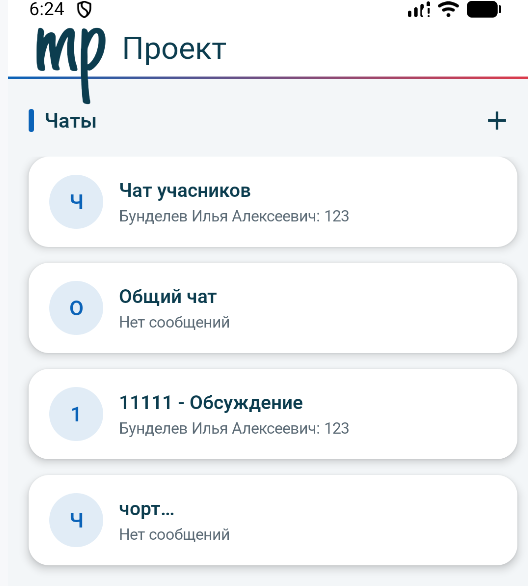 6:24
mp Проект
Чаты
Ч
Чат учасников
Бунделев Илья Алексеевич: 123
О
Общий чат
Нет сообщений
1
11111 - Обсуждение
Бунделев Илья Алексеевич: 123
Ч
чорт...
Нет сообщений